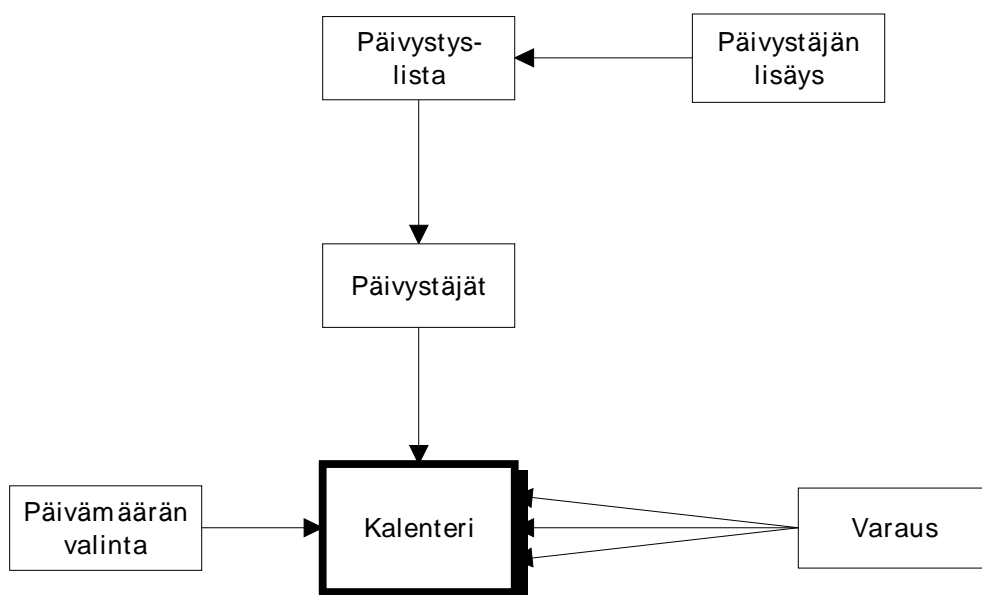 Päivystys-
lista
Päivystäjän
lisäys
Päivystäjät
Päivämäärän
valinta
Kalenteri
Varaus